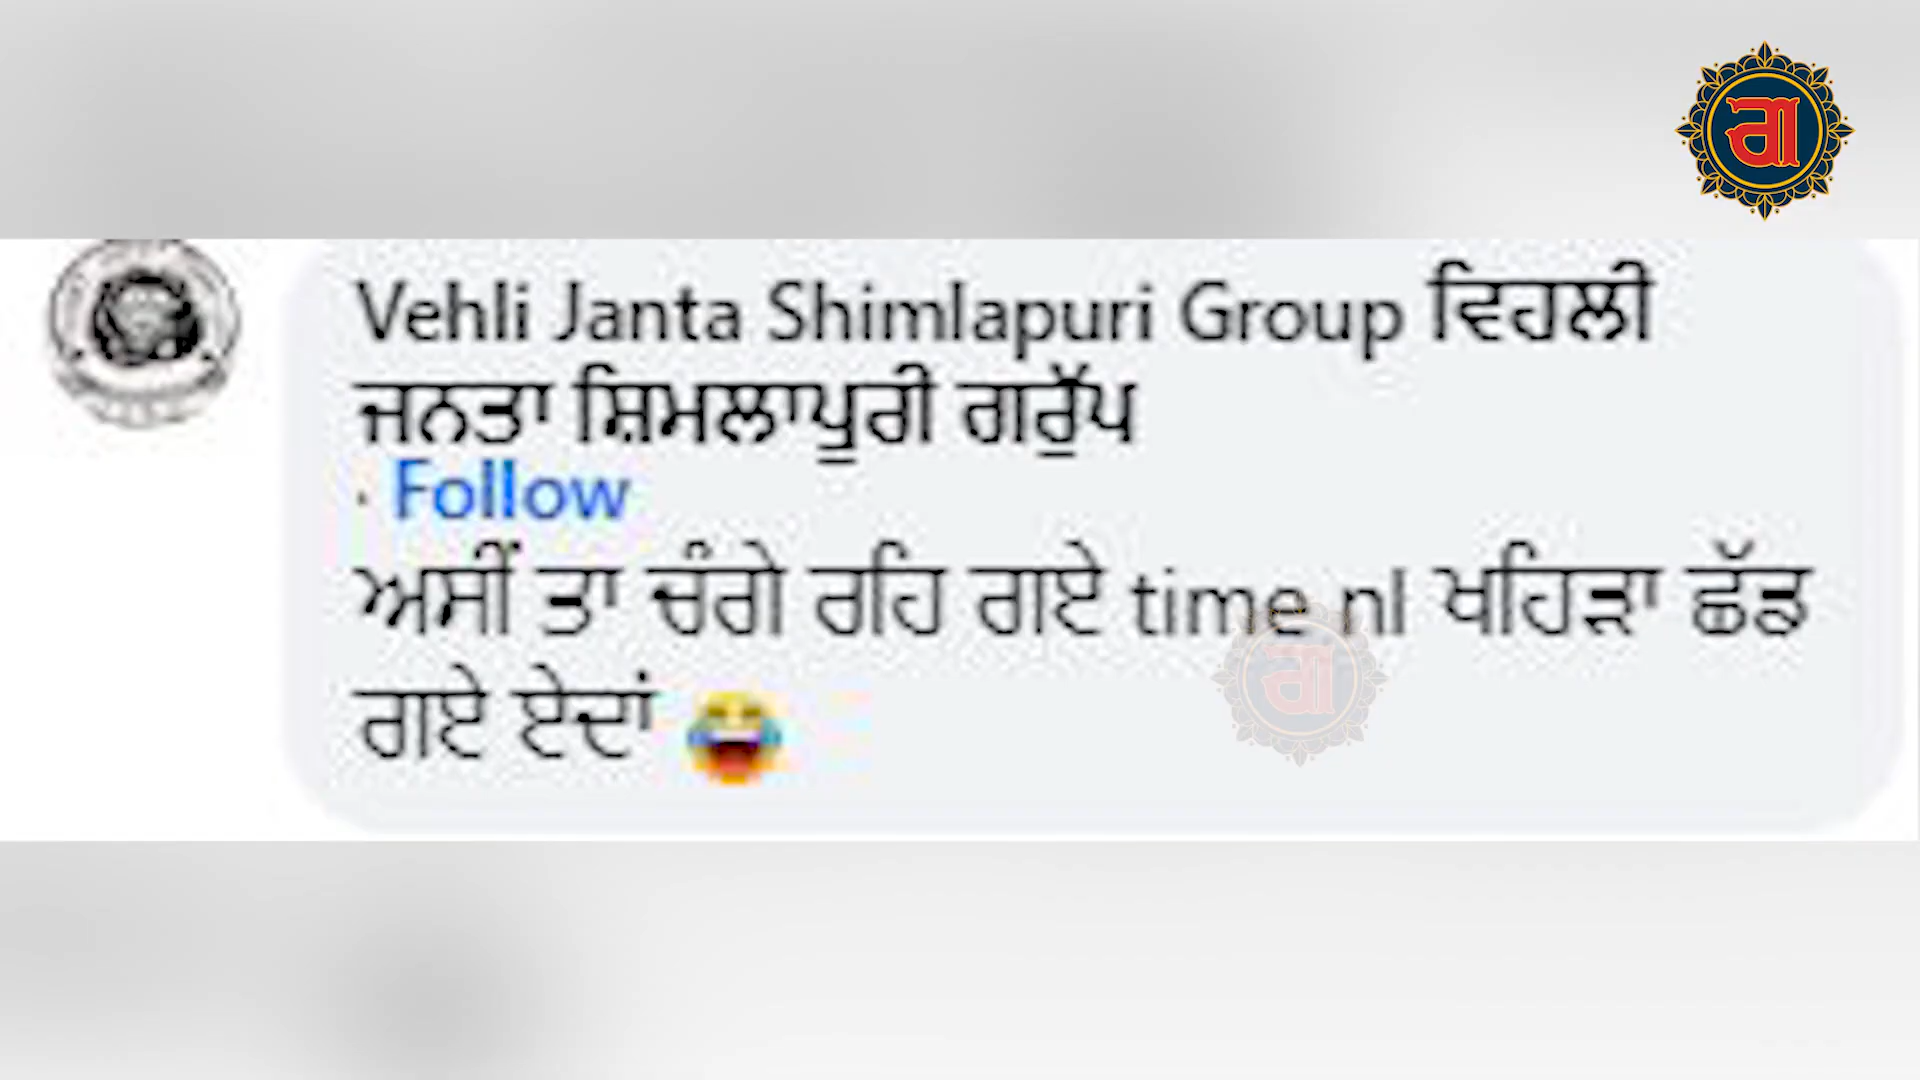 ਗ
Vehli Janta Shimlapuri Group ਵਿਹਲੀ
ਜਨਤਾ ਸ਼ਿਮਲਾਪੁਰੀ ਗਰੁੱਪ
· Follow
ਅਸੀਂ ਤਾ ਚੰਗੇ ਰਹਿ ਗਏ time nl ਖਹਿੜਾ ਛੱਡ
ਗਏ ਏਦਾਂ 😂
ਗ